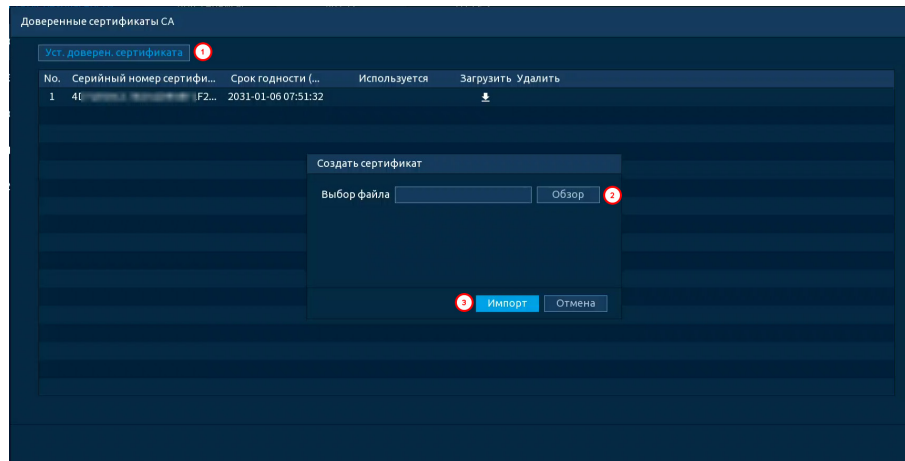 Доверенные сертификаты CA
Уст. доверен. сертификата 1
No. Серийный номер сертифи... Срок годности (... Используется Загрузить Удалить
1 F2... 2031-01-06 07:51:32
Создать сертификат
Выбор файла Обзор 2
3 Импорт Отмена